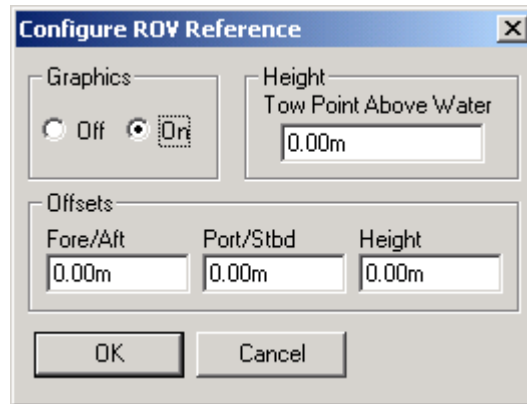 Configure ROV Reference
Graphics
Off On
Height
Tow Point Above Water
0.00m
Offsets
Fore/Aft Port/Stbd Height
0.00m 0.00m 0.00m
OK Cancel